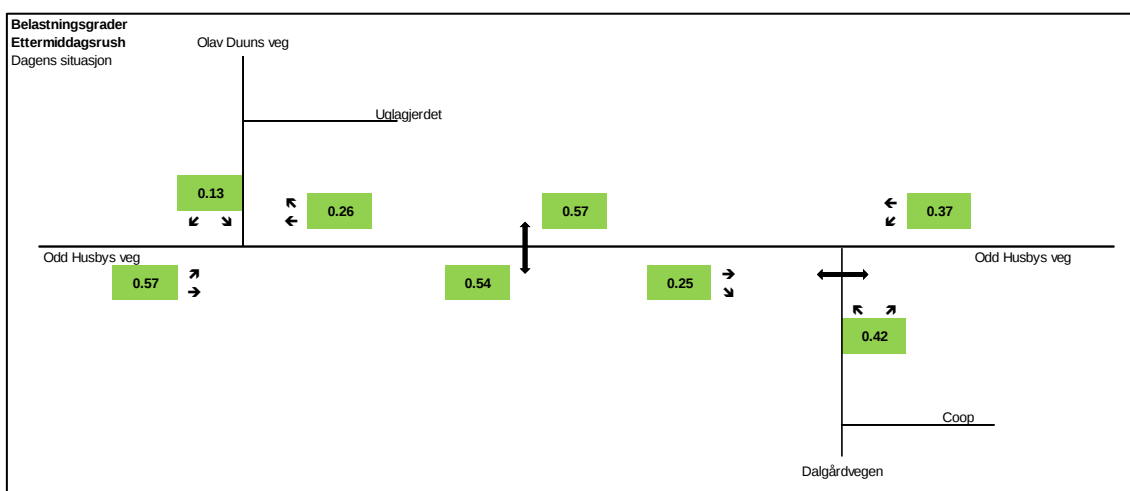 Belastningsgrader
Ettermiddagsrush
Dagens situasjon
Olav Duuns veg
Uglagjerdet
0.13
0.26
0.57
0.37
Odd Husbys veg
Odd Husbys veg
0.57
0.54
0.25
0.42
Coop
Dalgårdvegen